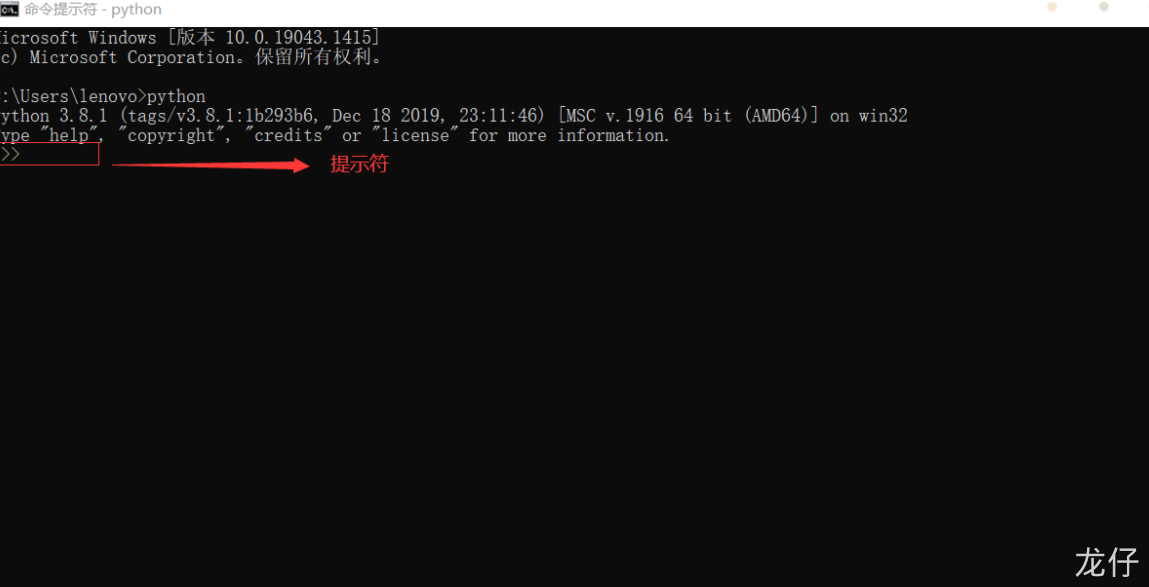 命令提示符 - python
icrosoft Windows [版本 10.0.19043.1415]
c) Microsoft Corporation。保留所有权利。
:\Users\lenovo>python
ython 3.8.1 (tags/v3.8.1:1b293b6, Dec 18 2019, 23:11:46) [MSC v.1916 64 bit (AMD64)] on win32
ype "help", "copyright", "credits" or "license" for more information.
>>
提示符
龙仔